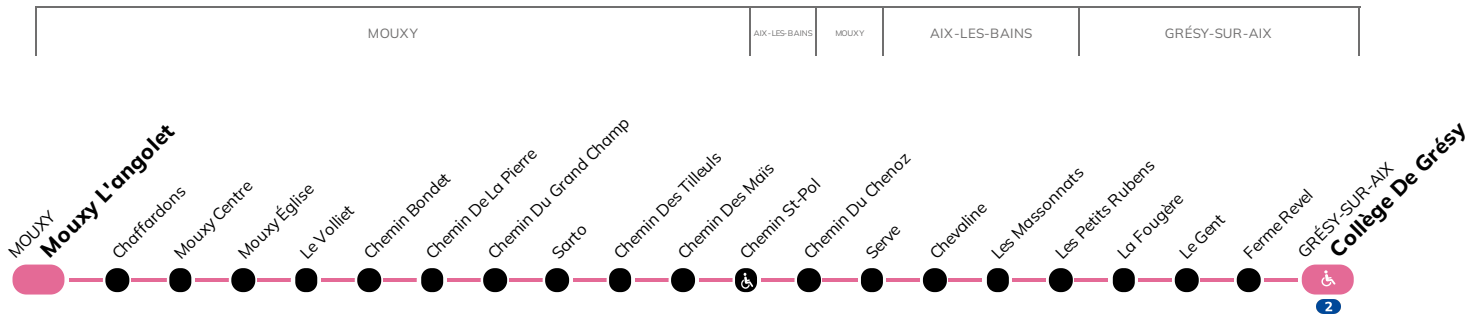 MOUXY
AIX-LES-BAINS
MOUXY
AIX-LES-BAINS
GRÉSY-SUR-AIX
MOUXY
Mouxy L'angolet
Chaffardons
Mouxy Centre
Mouxy Église
Le Volliet
Chemin Bondet
Chemin De La Pierre
Chemin Du Grand Champ
Sarto
Chemin Des Tilleuls
Chemin Des Maïs
Chemin St-Pol
Chemin Du Chenoz
Serve
Chevaline
Les Massonnats
Les Petits Rubens
La Fougère
Le Gent
Ferme Revel
GRÉSY-SUR-AIX
Collège De Grésy
2